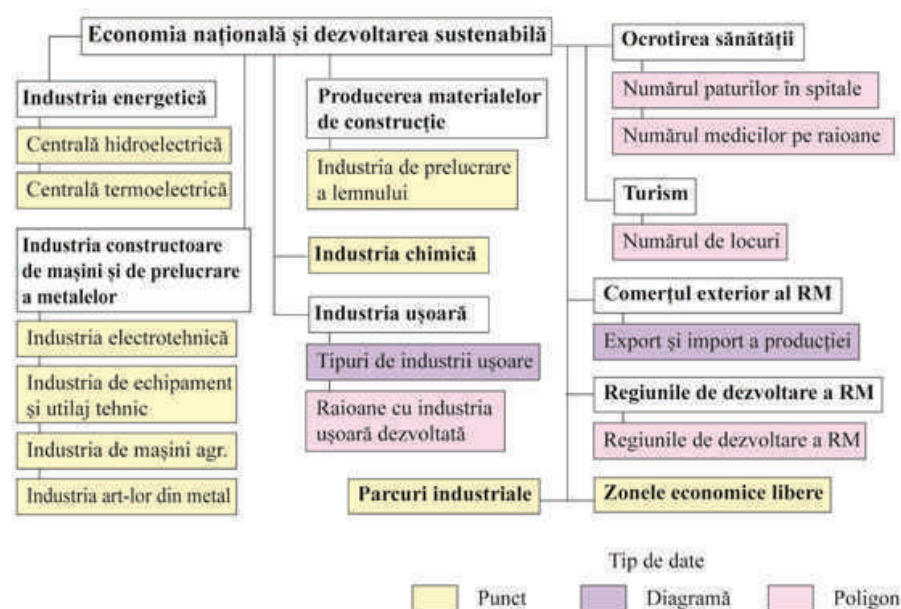 Economia națională și dezvoltarea sustenabilă
Industria energetică
Centrală hidroelectrică
Centrală termoelectrică
Industria constructoare
de mașini și de prelucrare
a metalelor
Industria electrotehnică
Industria de echipament
și utilaj tehnic
Industria de mașini agr.
Industria art-lor din metal
Producerea materialelor
de construcție
Industria de prelucrare
a lemnului
Industria chimică
Industria ușoară
Tipuri de industrii ușoare
Raioane cu industria
ușoară dezvoltată
Parcuri industriale
Ocrotirea sănătății
Numărul paturilor în spitale
Numărul medicilor pe raioane
Turism
Numărul de locuri
Comerțul exterior al RM
Export și import a producției
Regiunile de dezvoltare a RM
Regiunile de dezvoltare a RM
Zonele economice libere
Tip de date
Punct
Diagramă
Poligon